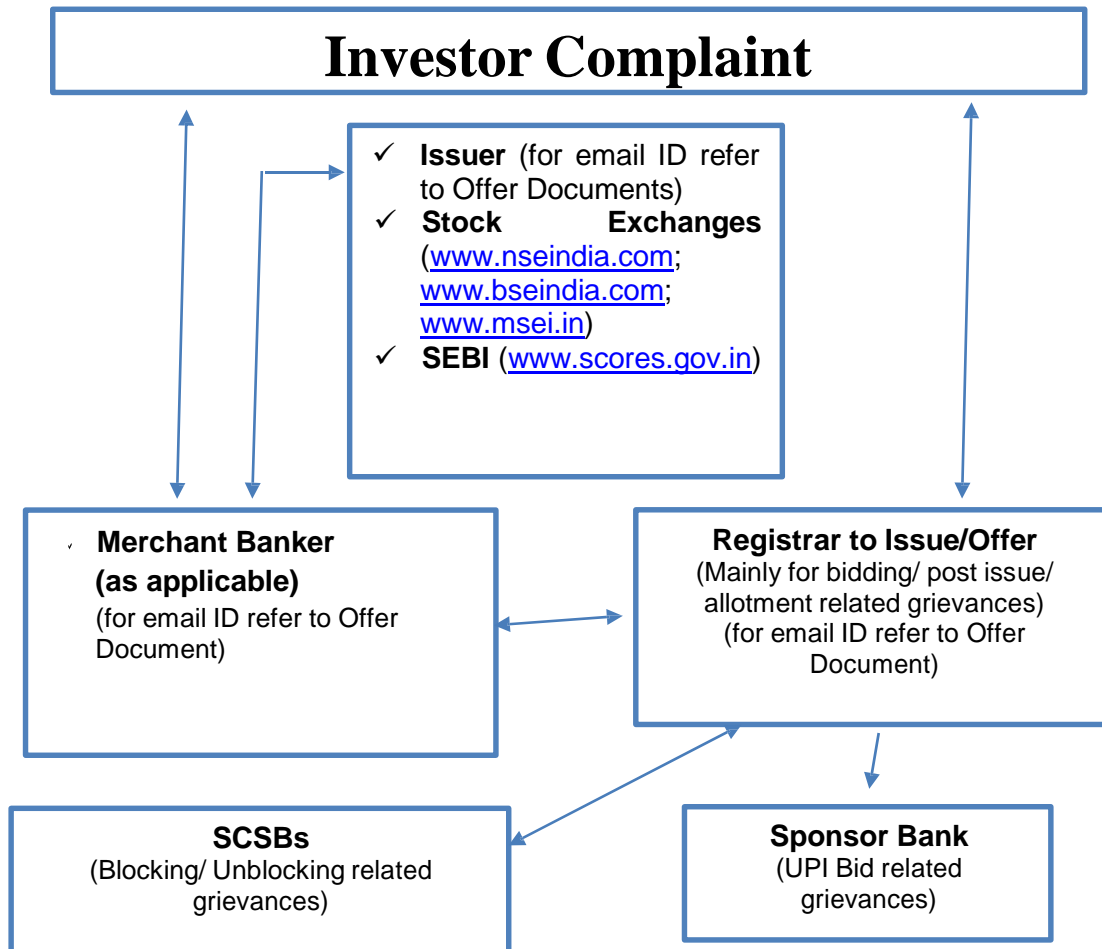 Investor Complaint
✓ Issuer (for email ID refer
to Offer Documents)
✓ Stock Exchanges
(www.nseindia.com;
www.bseindia.com;
www.msei.in)
✓ SEBI (www.scores.gov.in)
✓ Merchant Banker
(as applicable)
(for email ID refer to Offer
Document)
Registrar to Issue/Offer
(Mainly for bidding/ post issue/
allotment related grievances)
(for email ID refer to Offer
Document)
SCSBs
(Blocking/ Unblocking related
grievances)
Sponsor Bank
(UPI Bid related
grievances)